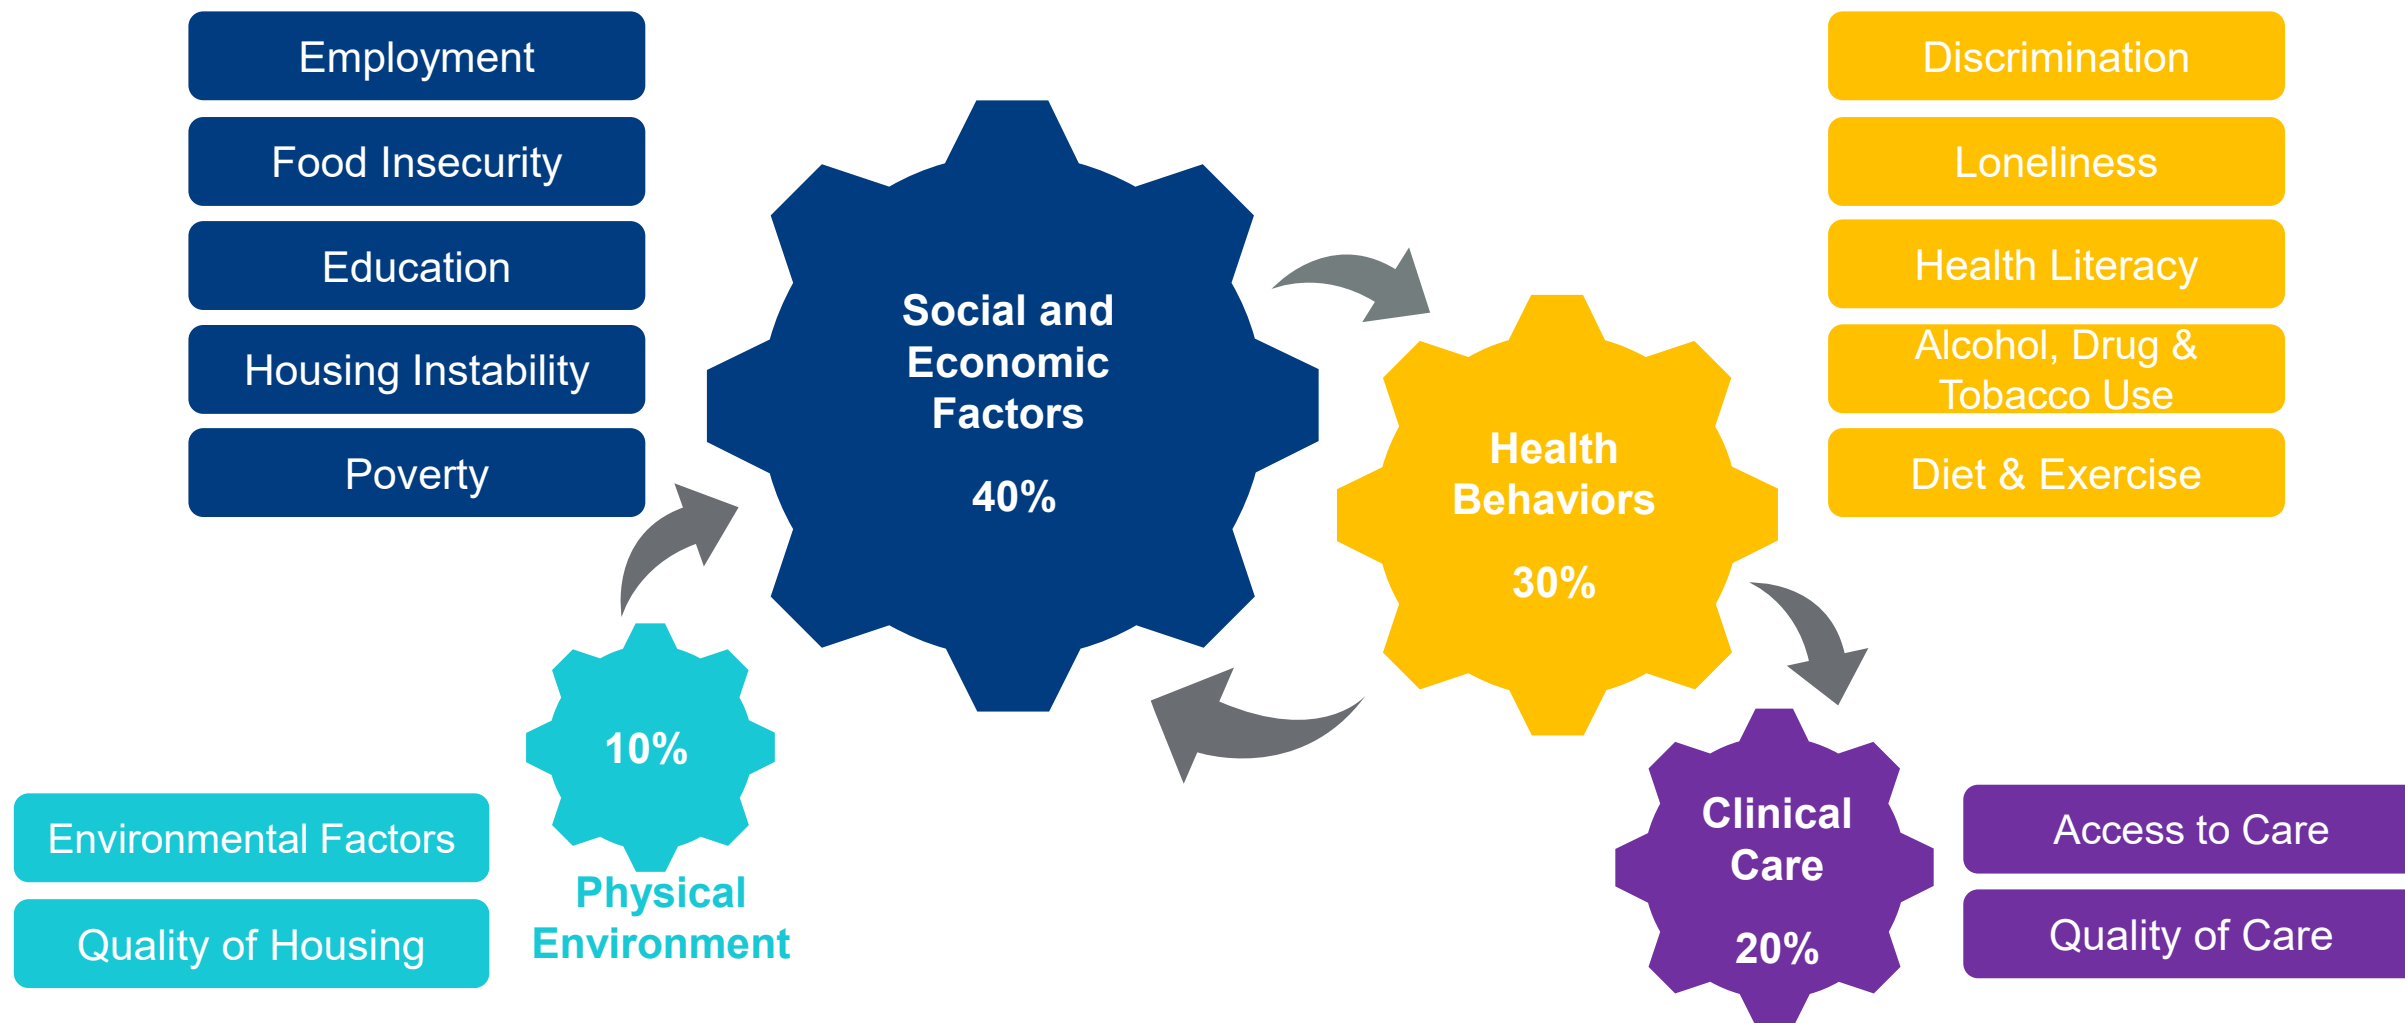 Employment
Food Insecurity
Education
Housing Instability
Poverty
Social and
Economic
Factors
40%
Health
Behaviors
30%
Discrimination
Loneliness
Health Literacy
Alcohol, Drug &
Tobacco Use
Diet & Exercise
10%
Physical
Environment
Environmental Factors
Quality of Housing
Clinical
Care
20%
Access to Care
Quality of Care